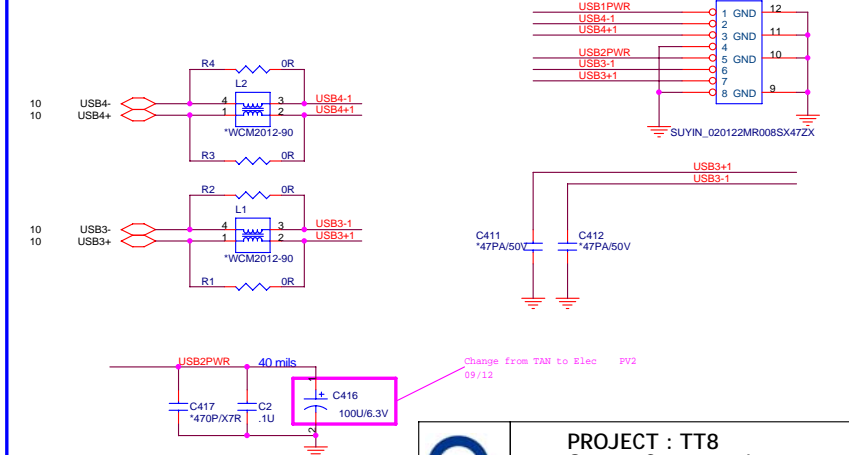 USB1PWR
USB4-1
USB4+1
USB2PWR
USB3-1
USB3+1
1 GND 12
2
3 GND 11
4
5 GND 10
6
7
8 GND 9
SUYIN_020122MR008SX47ZX
R4 0R
L2
10 USB4- 4 3 USB4-1
10 USB4+ 1 2 USB4+1
*WCM2012-90
R3 0R
R2 0R
L1
10 USB3- 4 3 USB3-1
10 USB3+ 1 2 USB3+1
*WCM2012-90
R1 0R
USB3+1
USB3-1
C411
*47PA/50V
C412
*47PA/50V
USB2PWR 40 mils
C417
*470P/X7R
C2
.1U
1
+ C416
100U/6.3V
2
Change from TAN to Elec PV2
09/12
PROJECT : TT8